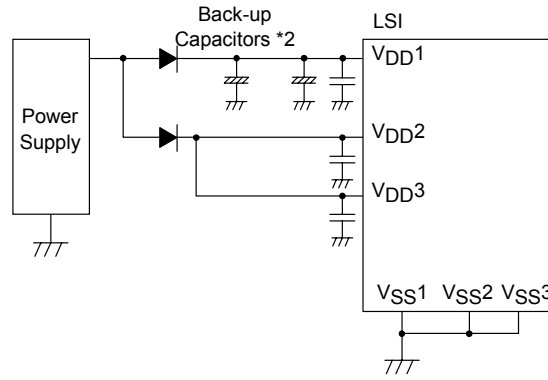 Back-up
Capacitors *2
LSI
Power
Supply
VDD1
VDD2
VDD3
VSS1 VSS2 VSS3